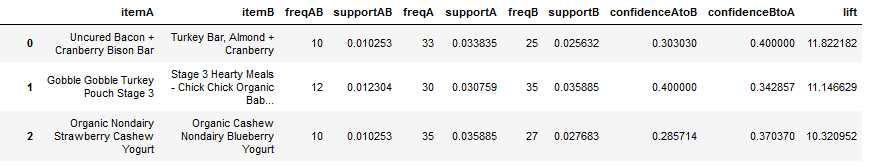 itemA itemB freqAB supportAB freqA supportA freqB supportB confidenceAtoB confidenceBtoA lift
0 Uncured Bacon + Cranberry Bison Bar Turkey Bar, Almond + Cranberry 10 0.010253 33 0.033835 25 0.025632 0.303030 0.400000 11.822182
1 Gobble Gobble Turkey Pouch Stage 3 Stage 3 Hearty Meals - Chick Chick Organic Bab... 12 0.012304 30 0.030759 35 0.035885 0.400000 0.342857 11.146629
2 Organic Nondairy Strawberry Cashew Yogurt Organic Cashew Nondairy Blueberry Yogurt 10 0.010253 35 0.035885 27 0.027683 0.285714 0.370370 10.320952